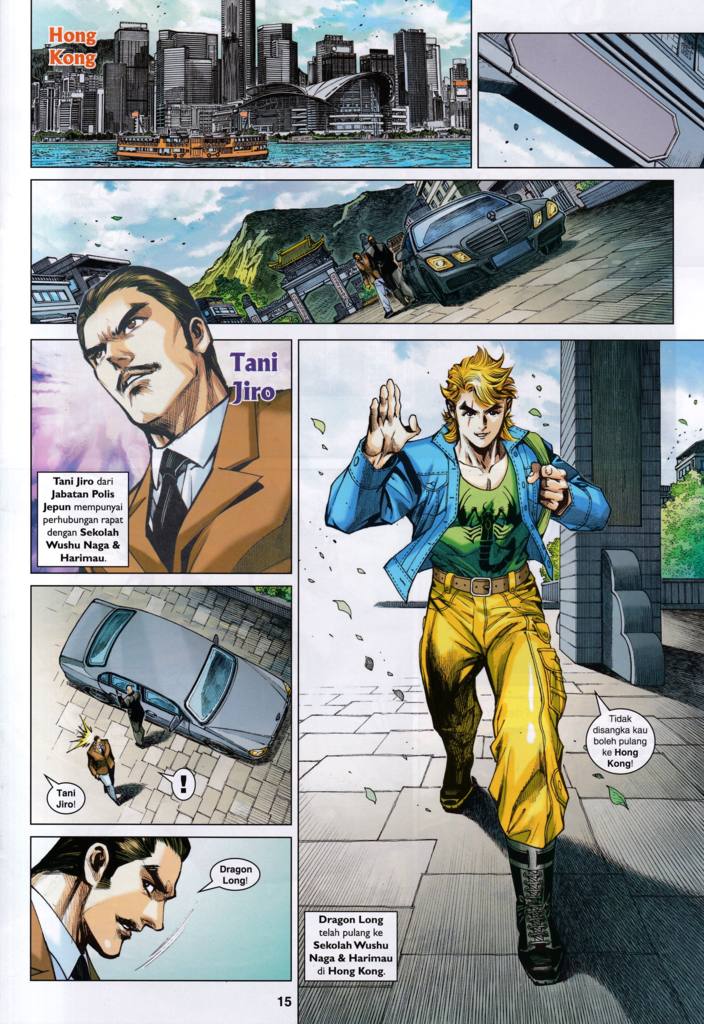 Hong
Kong
Tani
Jiro
Tani Jiro dari
Jabatan Polis
Jepun mempunyai
perhubungan rapat
dengan Sekolah
Wushu Naga &
Harimau.
Tani
Jiro!
!
Dragon
Long!
Tidak
disangka kau
boleh pulang
ke Hong
Kong!
Dragon Long
telah pulang ke
Sekolah Wushu
Naga & Harimau
di Hong Kong.
15